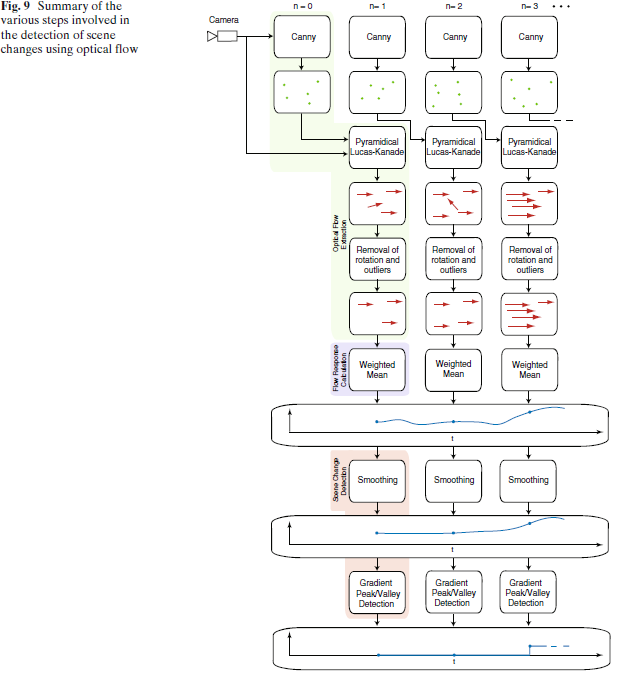 Fig. 9 Summary of the
various steps involved in
the detection of scene
changes using optical flow
Camera
n = 0
n= 1
n= 2
n= 3
Canny
Canny
Canny
Canny
Pyramidical
Lucas-Kanade
Pyramidical
Lucas-Kanade
Pyramidical
Lucas-Kanade
Optical Flow
Extraction
Removal of
rotation and
outliers
Removal of
rotation and
outliers
Removal of
rotation and
outliers
Flow Response
Calculation
Weighted
Mean
Weighted
Mean
Weighted
Mean
t
Scene Change
Detection
Smoothing
Smoothing
Smoothing
t
Gradient
Peak/Valley
Detection
Gradient
Peak/Valley
Detection
Gradient
Peak/Valley
Detection
t